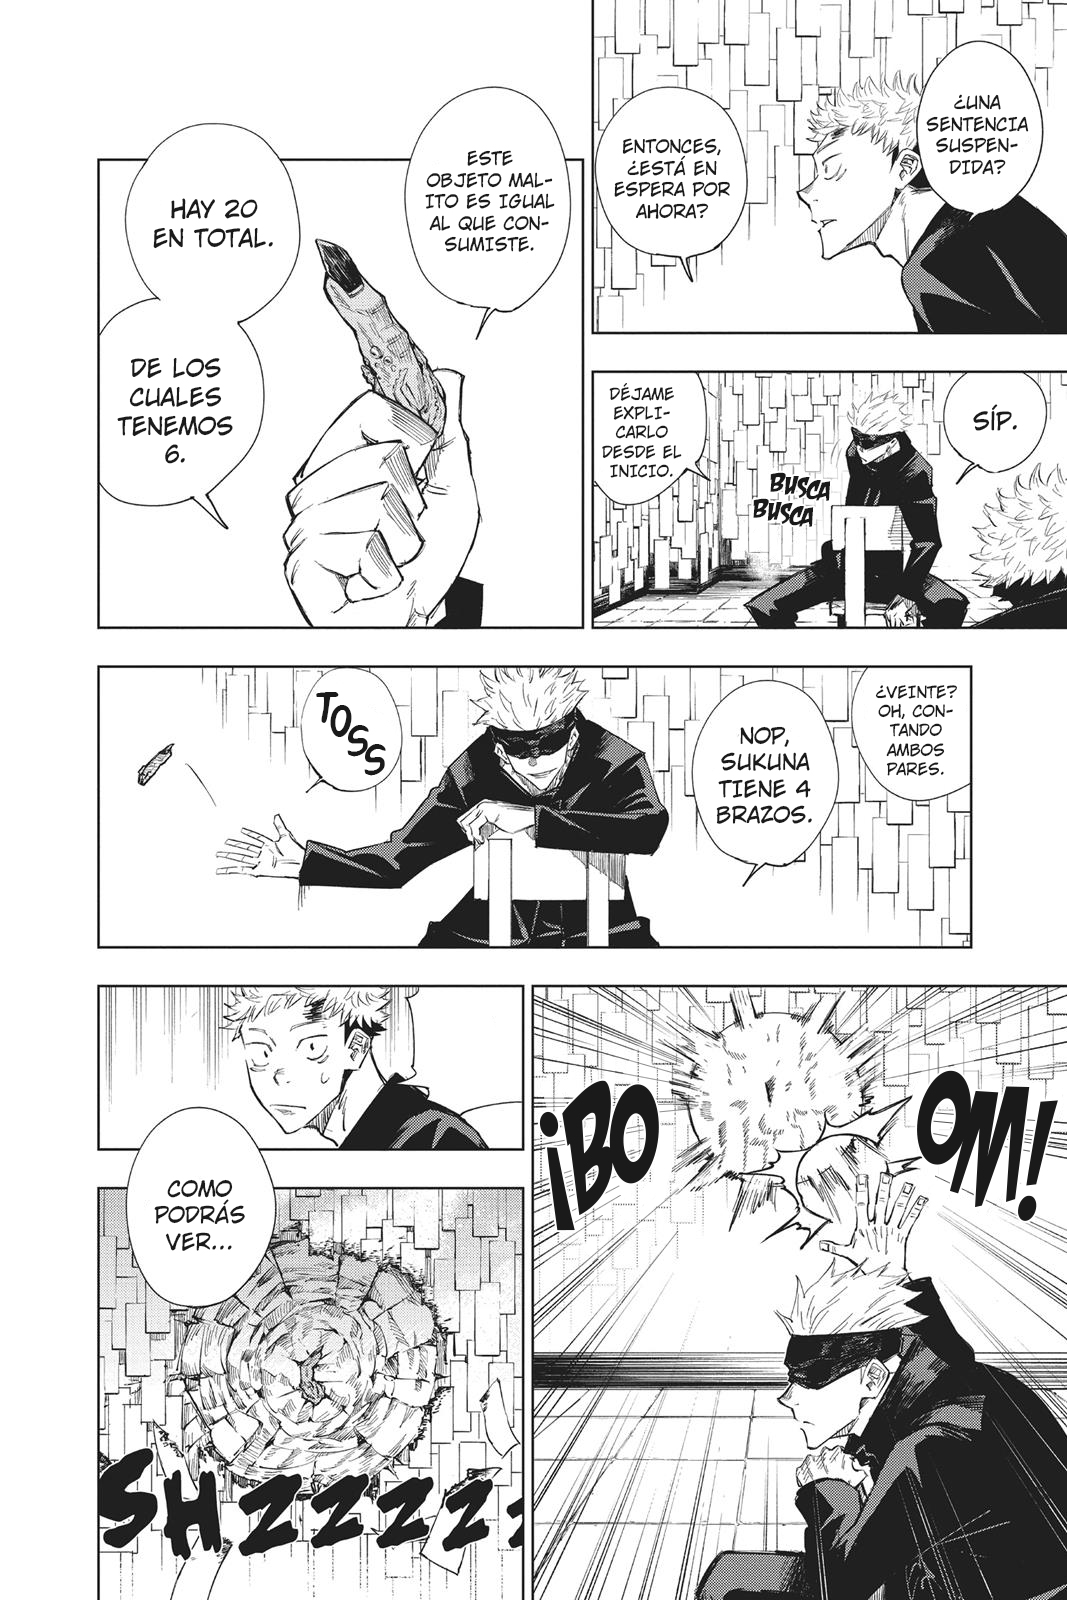 ¿UNA
SENTENCIA
SUSPEN-
DIDA?
ENTONCES,
¿ESTÁ EN
ESPERA POR
AHORA?
SÍP.
BUSCA
BUSCA
DÉJAME
EXPLI-
CARLO
DESDE EL
INICIO.
ESTE
OBJETO MAL-
ITO ES IGUAL
AL QUE CON-
SUMISTE.
HAY 20
EN TOTAL.
DE LOS
CUALES
TENEMOS
6.
¿VEINTE?
OH, CON-
TANDO
AMBOS
PARES.
NOP,
SUKUNA
TIENE 4
BRAZOS.
TOSS
¡BO
OM!
COMO
PODRÁS
VER...
SHZZZZZ